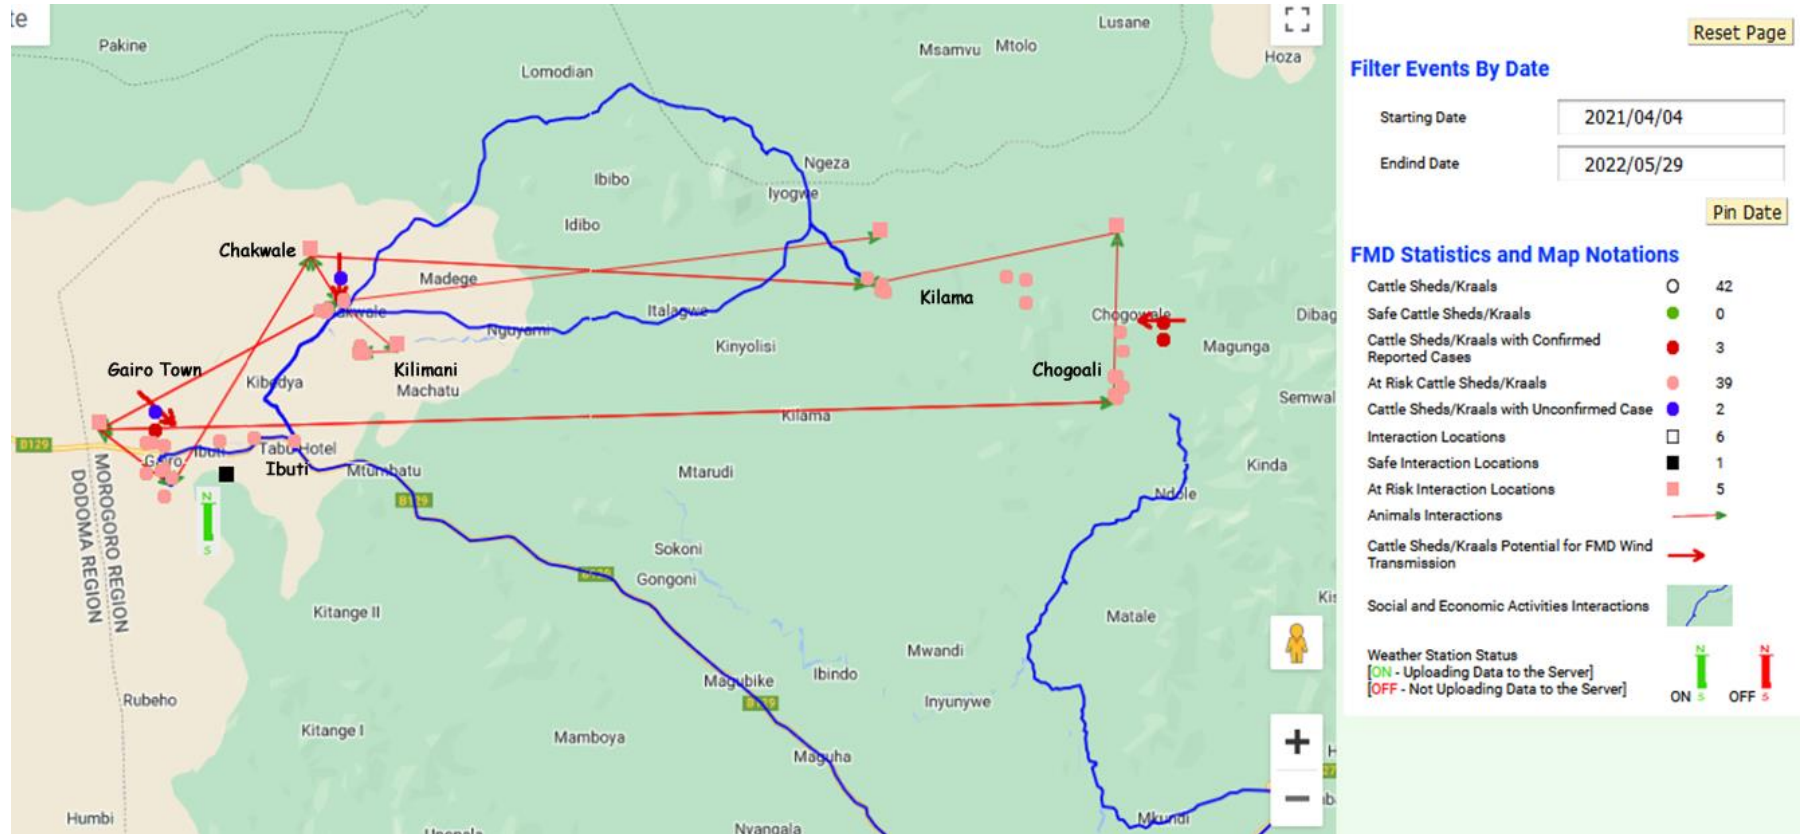 te
Pakine
Lusane
Msamvu
Mtolo
Hoza
Lomodian
Ngeza
Ibibo
Iyogwe
Idibo
Chakwale
Madege
Kilama
akwale
Italagwe
Chogowale
Dibag
Nguyami
Kinyolisi
Magunga
Gairo Town
Kilimani
Chogoali
Kibedya
Machatu
Semwal
Kilama
B129
Gairo
Ibuti
Tabu Hotel
Ibuti
Mtumbatu
Mtarudi
Kinda
MOROGORO REGION
DODOMA REGION
B129
Ndole
N
S
Sokoni
B129
Gongoni
Kitange II
Matale
Kis
Mwandi
Magubike
Ibindo
Rubeho
B129
Inyunywe
Kitange I
Mamboya
Maguha
H
Humbi
Mkundi
Nyangala
Reset Page
Filter Events By Date
Starting Date 2021/04/04
Endind Date 2022/05/29
Pin Date
FMD Statistics and Map Notations
Cattle Sheds/Kraals 42
Safe Cattle Sheds/Kraals 0
Cattle Sheds/Kraals with Confirmed
Reported Cases 3
At Risk Cattle Sheds/Kraals 39
Cattle Sheds/Kraals with Unconfirmed Case 2
Interaction Locations 6
Safe Interaction Locations 1
At Risk Interaction Locations 5
Animals Interactions
Cattle Sheds/Kraals Potential for FMD Wind
Transmission
Social and Economic Activities Interactions
Weather Station Status
[ON - Uploading Data to the Server]
[OFF - Not Uploading Data to the Server]
N
S
ON
N
S
OFF